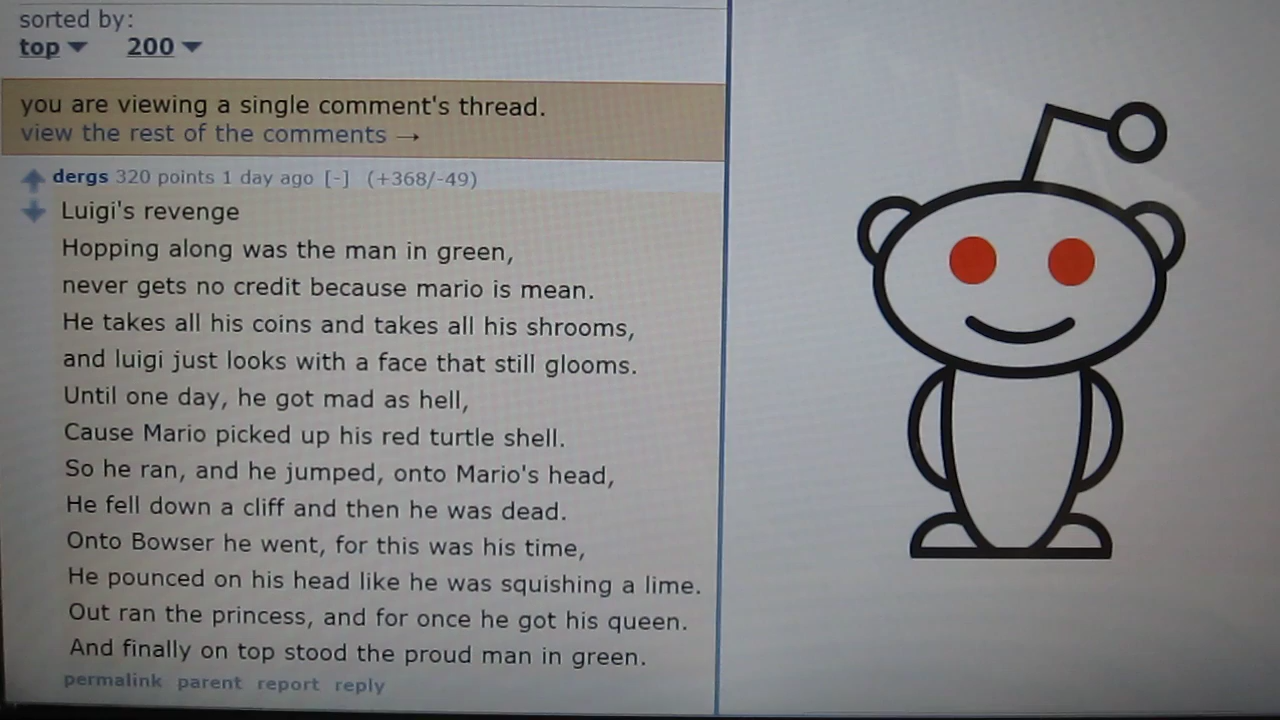 sorted by:
top 200
you are viewing a single comment's thread.
view the rest of the comments →
dergs 320 points 1 day ago [-] (+368/-49)
Luigi's revenge
Hopping along was the man in green,
never gets no credit because mario is mean.
He takes all his coins and takes all his shrooms,
and luigi just looks with a face that still glooms.
Until one day, he got mad as hell,
Cause Mario picked up his red turtle shell.
So he ran, and he jumped, onto Mario's head,
He fell down a cliff and then he was dead.
Onto Bowser he went, for this was his time,
He pounced on his head like he was squishing a lime.
Out ran the princess, and for once he got his queen.
And finally on top stood the proud man in green.
permalink parent report reply